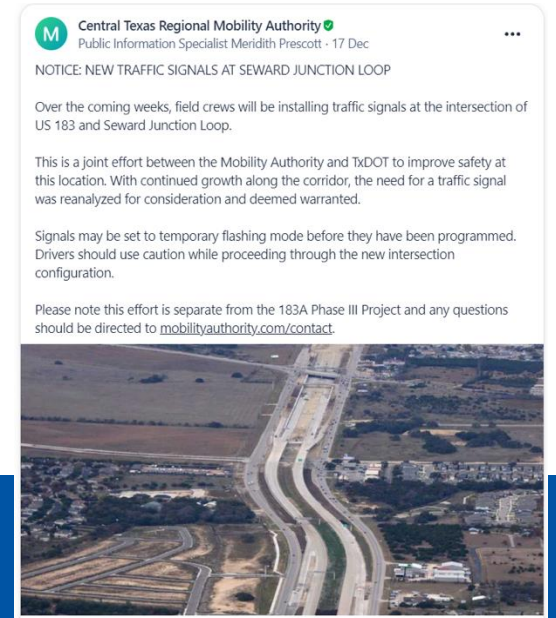 M
Central Texas Regional Mobility Authority
Public Information Specialist Meridith Prescott · 17 Dec
NOTICE: NEW TRAFFIC SIGNALS AT SEWARD JUNCTION LOOP
Over the coming weeks, field crews will be installing traffic signals at the intersection of
US 183 and Seward Junction Loop.
This is a joint effort between the Mobility Authority and TxDOT to improve safety at
this location. With continued growth along the corridor, the need for a traffic signal
was reanalyzed for consideration and deemed warranted.
Signals may be set to temporary flashing mode before they have been programmed.
Drivers should use caution while proceeding through the new intersection
configuration.
Please note this effort is separate from the 183A Phase III Project and any questions
should be directed to mobilityauthority.com/contact.